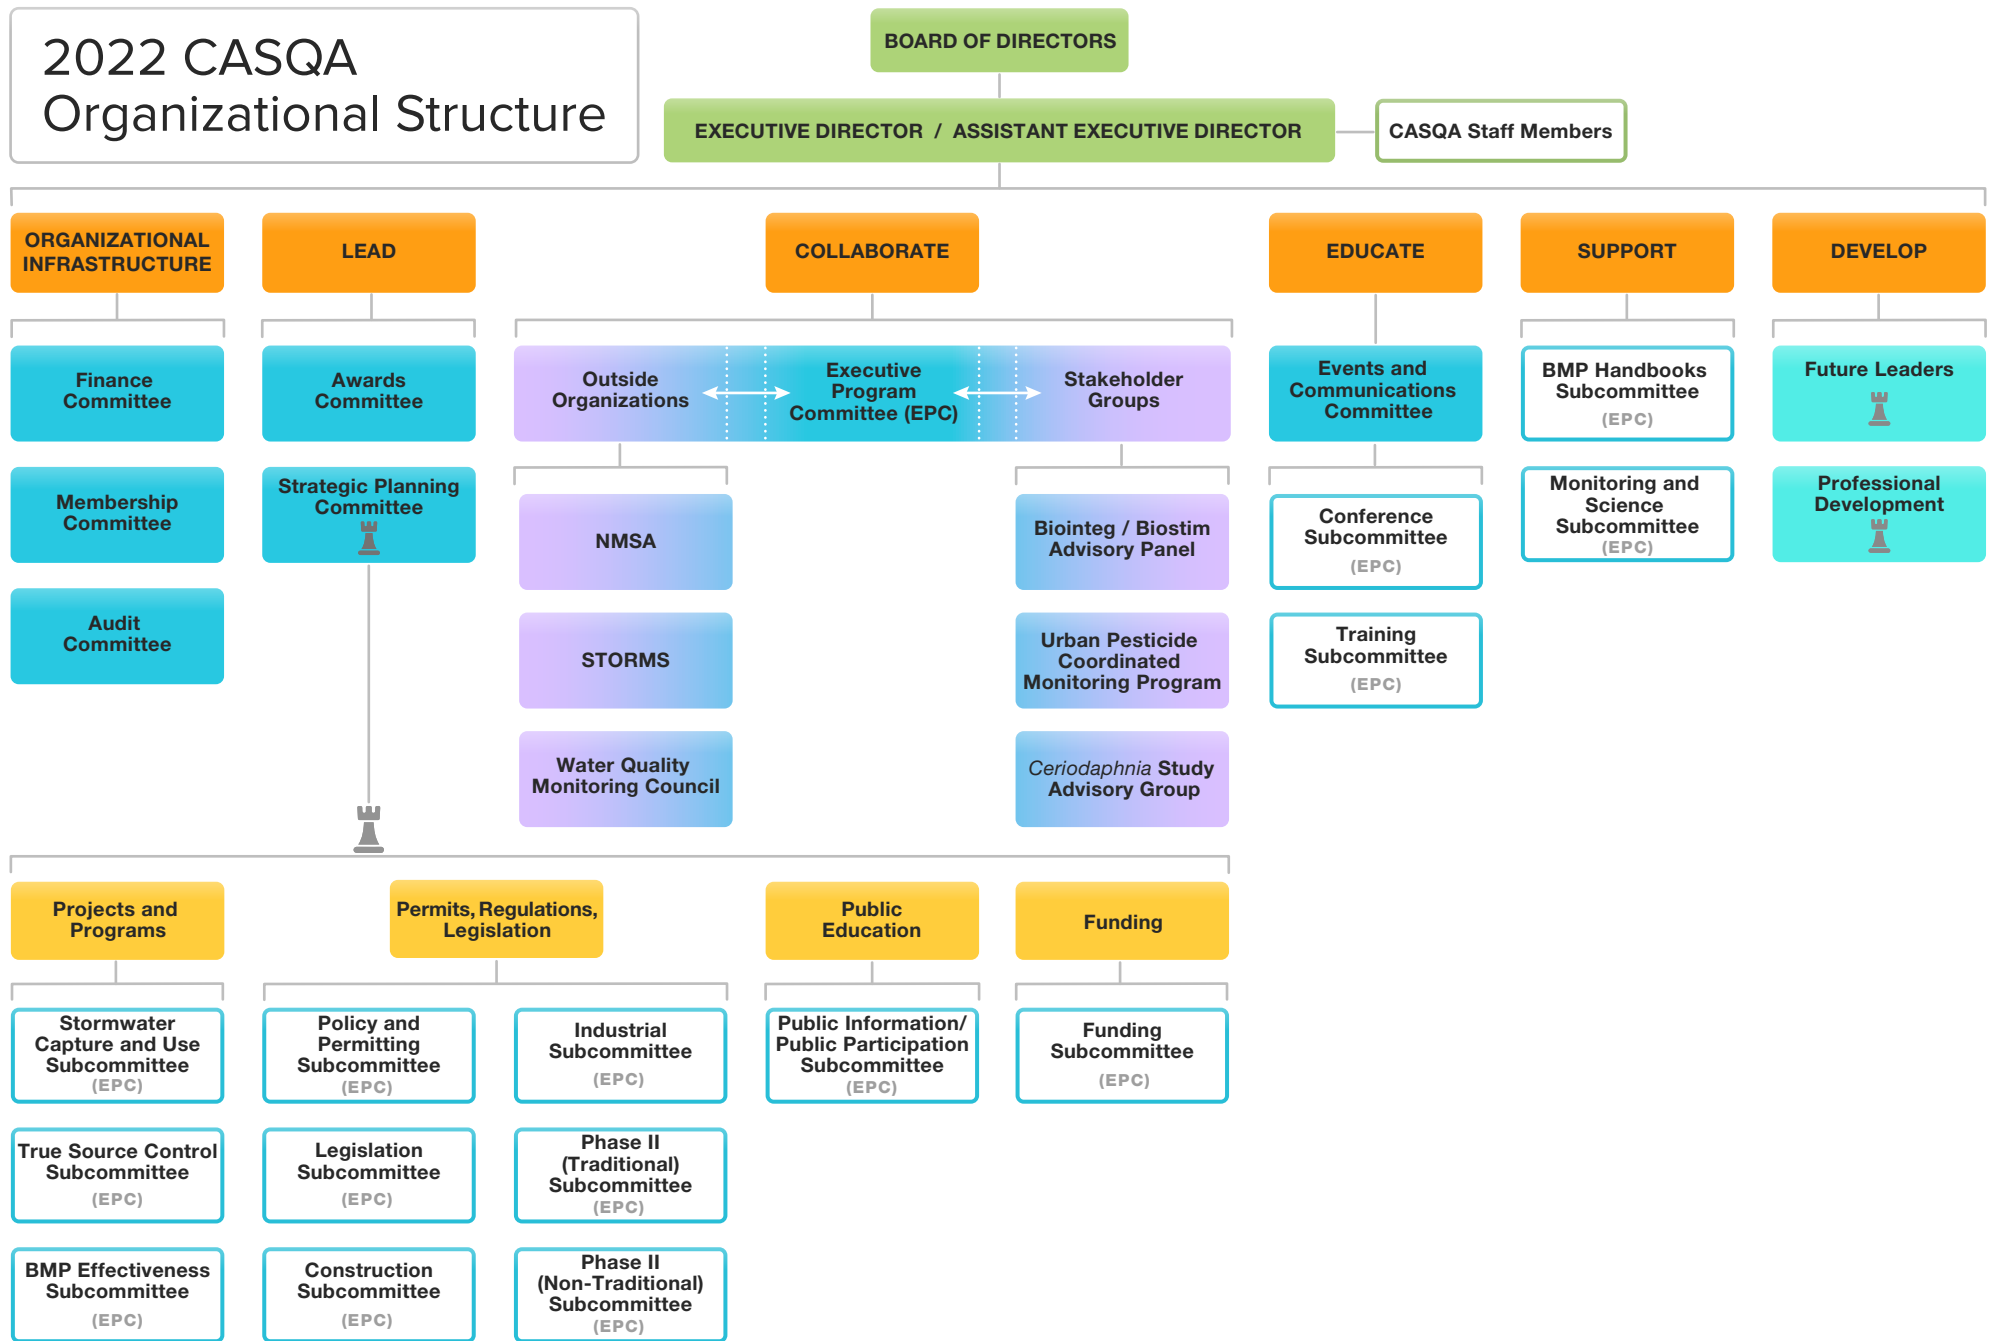 2022 CASQA
Organizational Structure
BOARD OF DIRECTORS
EXECUTIVE DIRECTOR / ASSISTANT EXECUTIVE DIRECTOR
CASQA Staff Members
ORGANIZATIONAL
INFRASTRUCTURE
LEAD
COLLABORATE
EDUCATE
SUPPORT
DEVELOP
Finance
Committee
Membership
Committee
Audit
Committee
Awards
Committee
Strategic Planning
Committee
Outside
Organizations
Executive
Program
Committee (EPC)
Stakeholder
Groups
NMSA
STORMS
Water Quality
Monitoring Council
Biointeg / Biostim
Advisory Panel
Urban Pesticide
Coordinated
Monitoring Program
Ceriodaphnia Study
Advisory Group
Events and
Communications
Committee
Conference
Subcommittee
(EPC)
Training
Subcommittee
(EPC)
BMP Handbooks
Subcommittee
(EPC)
Monitoring and
Science
Subcommittee
(EPC)
Future Leaders
Professional
Development
Projects and
Programs
Stormwater
Capture and Use
Subcommittee
(EPC)
True Source Control
Subcommittee
(EPC)
BMP Effectiveness
Subcommittee
(EPC)
Permits, Regulations,
Legislation
Policy and
Permitting
Subcommittee
(EPC)
Legislation
Subcommittee
(EPC)
Construction
Subcommittee
(EPC)
Industrial
Subcommittee
(EPC)
Phase II
(Traditional)
Subcommittee
(EPC)
Phase II
(Non-Traditional)
Subcommittee
(EPC)
Public
Education
Public Information/
Public Participation
Subcommittee
(EPC)
Funding
Funding
Subcommittee
(EPC)